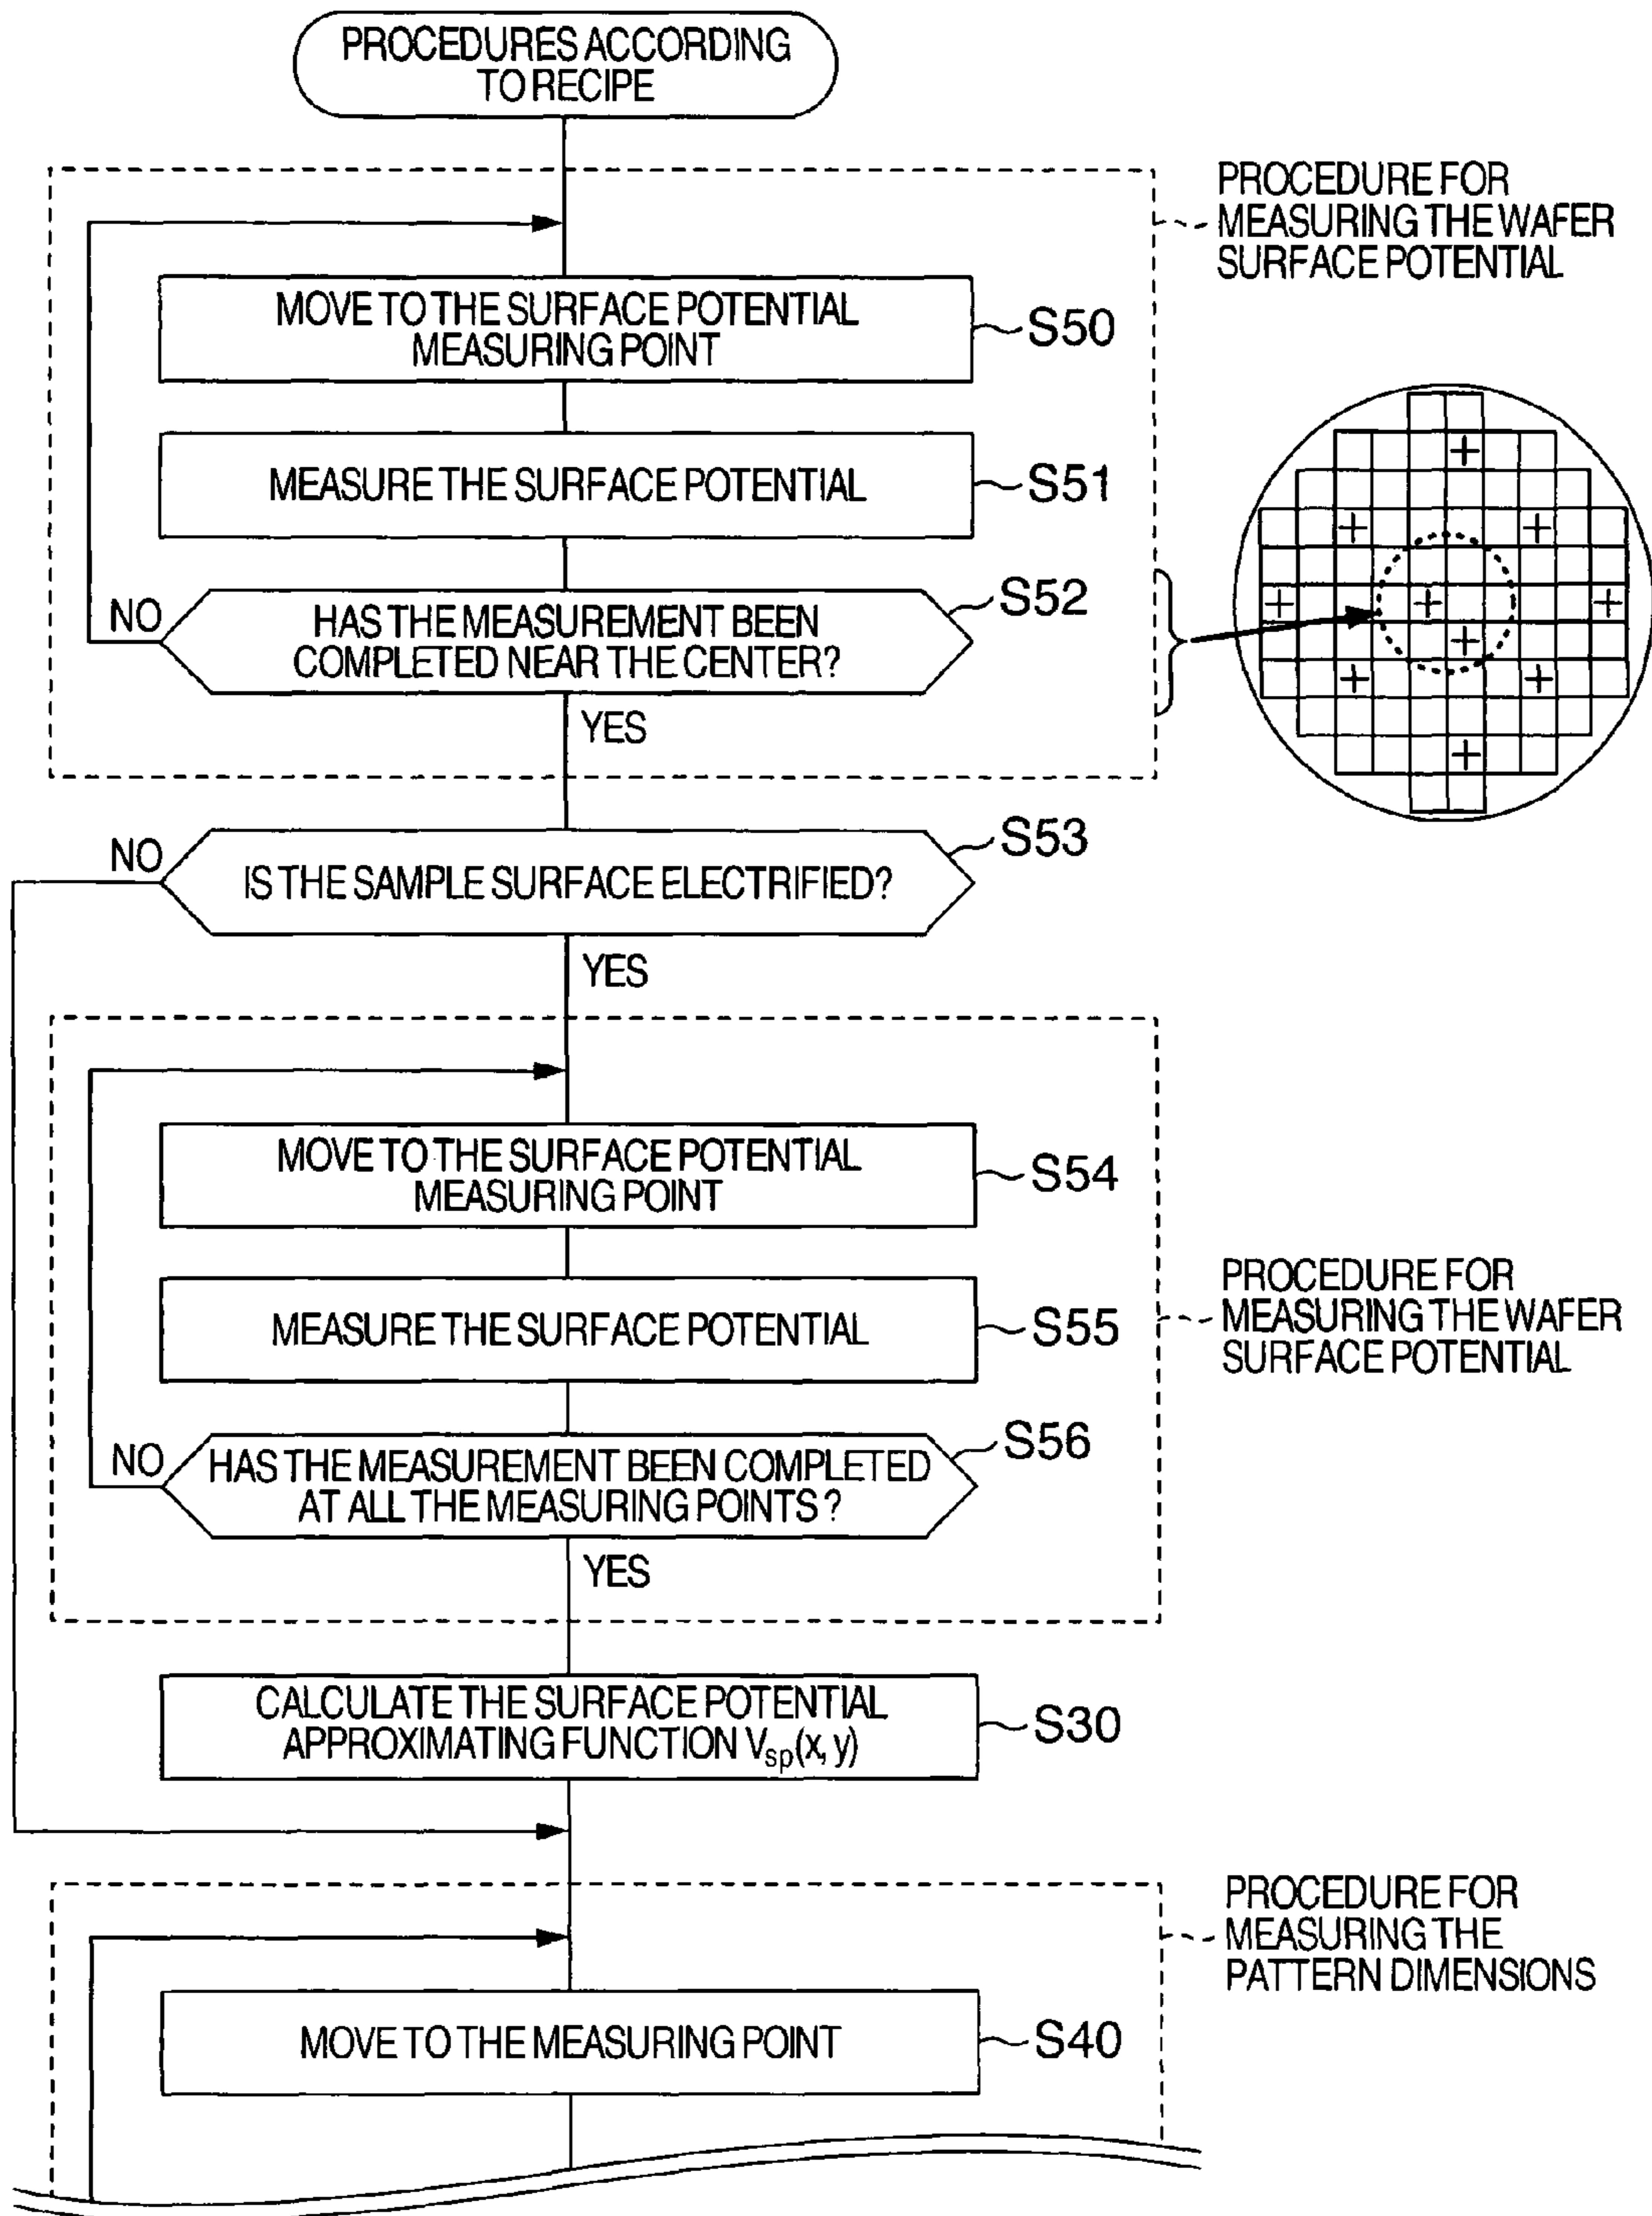 PROCEDURES ACCORDING
TO RECIPE
PROCEDURE FOR
MEASURING THE WAFER
SURFACE POTENTIAL
MOVE TO THE SURFACE POTENTIAL
MEASURING POINT
S50
MEASURE THE SURFACE POTENTIAL
S51
HAS THE MEASUREMENT BEEN
COMPLETED NEAR THE CENTER?
S52
NO
YES
IS THE SAMPLE SURFACE ELECTRIFIED?
S53
NO
YES
MOVE TO THE SURFACE POTENTIAL
MEASURING POINT
S54
MEASURE THE SURFACE POTENTIAL
S55
PROCEDURE FOR
MEASURING THE WAFER
SURFACE POTENTIAL
HAS THE MEASUREMENT BEEN COMPLETED
AT ALL THE MEASURING POINTS?
S56
NO
YES
CALCULATE THE SURFACE POTENTIAL
APPROXIMATING FUNCTION Vsp(x, y)
S30
PROCEDURE FOR
MEASURING THE
PATTERN DIMENSIONS
MOVE TO THE MEASURING POINT
S40